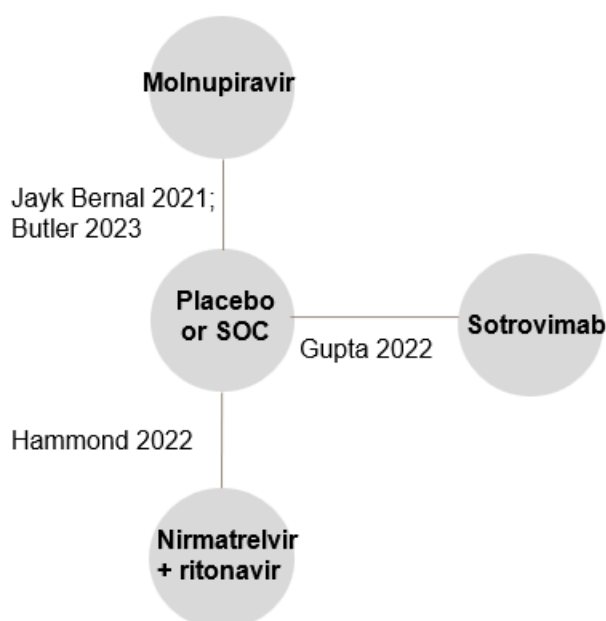 Molnupiravir
Jayk Bernal 2021;
Butler 2023
Placebo
or SOC
Gupta 2022
Sotrovimab
Hammond 2022
Nirmatrelvir
+ ritonavir